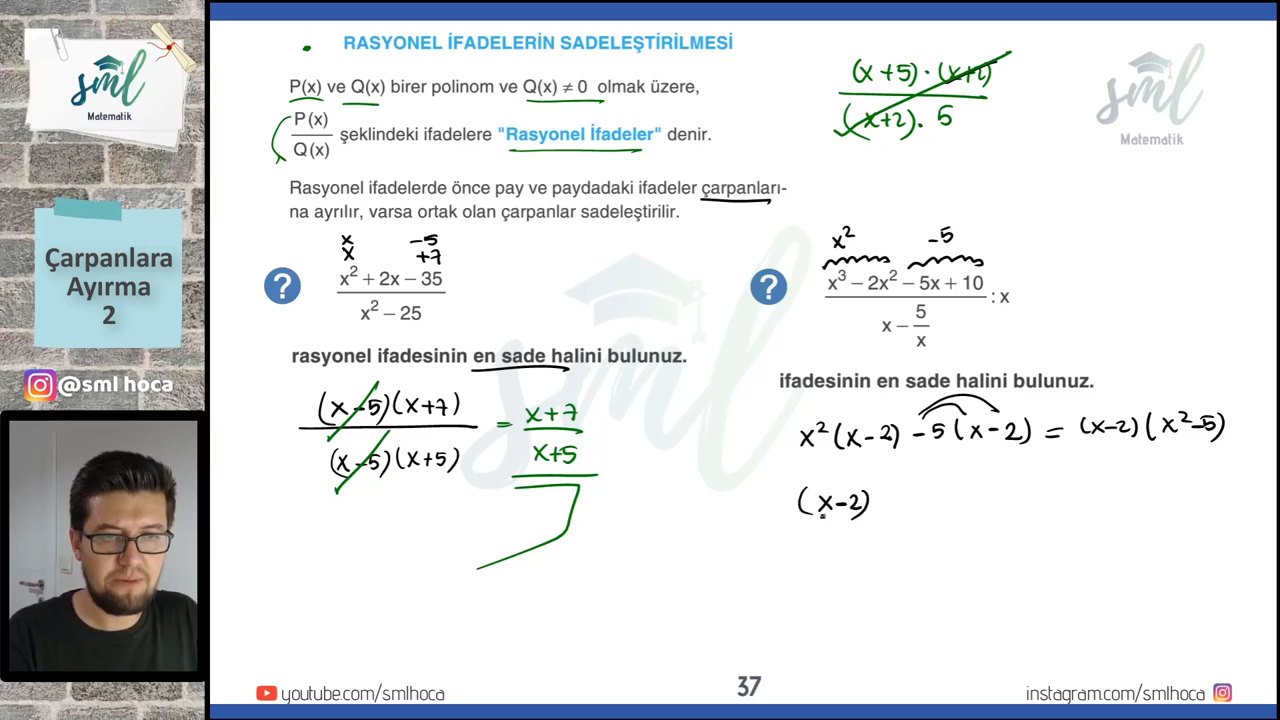 sml
Matematik
Çarpanlara
Ayırma
2
@sml hoca
RASYONEL İFADELERİN SADELEŞTİRİLMESİ
P(x) ve Q(x) birer polinom ve Q(x) ≠ 0 olmak üzere,
P(x)
Q(x)
şeklindeki ifadelere "Rasyonel İfadeler" denir.
Rasyonel ifadelerde önce pay ve paydadaki ifadeler çarpanları-
na ayrılır, varsa ortak olan çarpanlar sadeleştirilir.
x -5
x +7
? x² + 2x – 35
x² – 25
rasyonel ifadesinin en sade halini bulunuz.
(x-5)(x+7)
(x-5)(x+5)
= x+7
x+5
(x+5) · (x+2)
(x+2) . 5
sml
Matematik
x² -5
? x³ – 2x² – 5x + 10
x – 5
x
: x
ifadesinin en sade halini bulunuz.
x²(x-2) -5(x-2) = (x-2)(x²-5)
(x-2)
sml
youtube.com/smlhoca
37
instagram.com/smlhoca